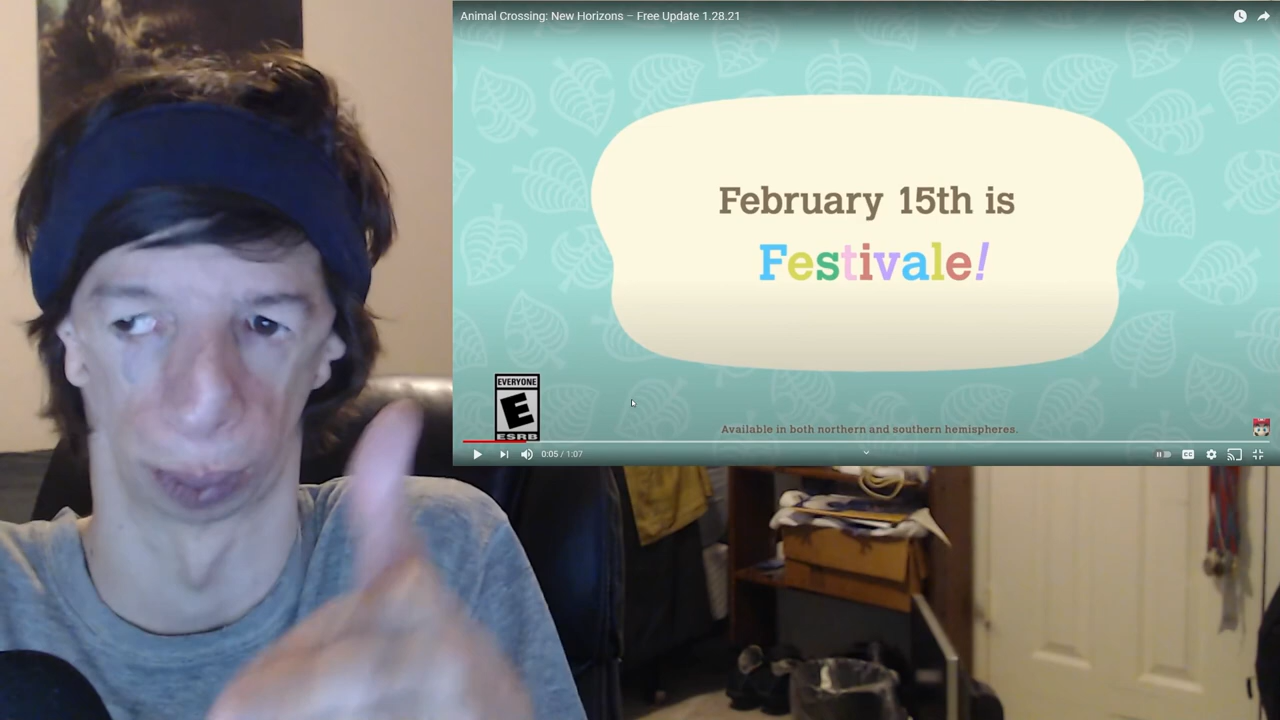 Animal Crossing: New Horizons – Free Update 1.28.21
February 15th is
Festivale!
EVERYONE
E
ESRB
Available in both northern and southern hemispheres.
0:05 / 1:07
CC